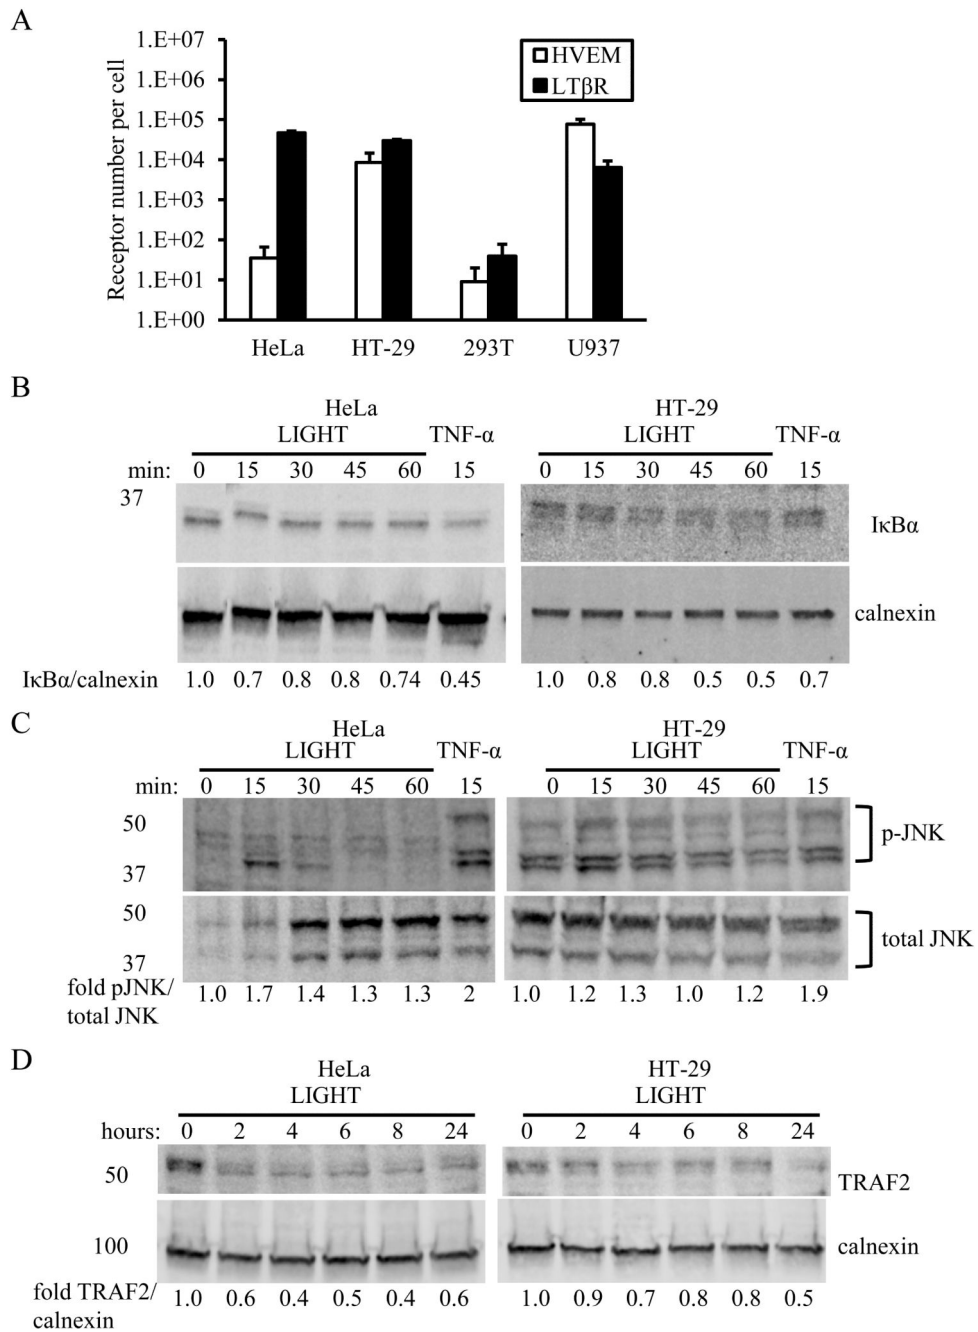 A
Receptor number per cell
1.E+07
1.E+06
1.E+05
1.E+04
1.E+03
1.E+02
1.E+01
1.E+00
HVEM
LTβR
HeLa HT-29 293T U937
B
HeLa HT-29
LIGHT TNF-α LIGHT TNF-α
min: 0 15 30 45 60 15 0 15 30 45 60 15
37
IκBα
calnexin
IκBα/calnexin 1.0 0.7 0.8 0.8 0.74 0.45 1.0 0.8 0.8 0.5 0.5 0.7
C
HeLa HT-29
LIGHT TNF-α LIGHT TNF-α
min: 0 15 30 45 60 15 0 15 30 45 60 15
50
p-JNK
37
50
total JNK
37
fold pJNK/
total JNK 1.0 1.7 1.4 1.3 1.3 2 1.0 1.2 1.3 1.0 1.2 1.9
D
HeLa HT-29
LIGHT LIGHT
hours: 0 2 4 6 8 24 0 2 4 6 8 24
50
TRAF2
100
calnexin
fold TRAF2/
calnexin 1.0 0.6 0.4 0.5 0.4 0.6 1.0 0.9 0.7 0.8 0.8 0.5